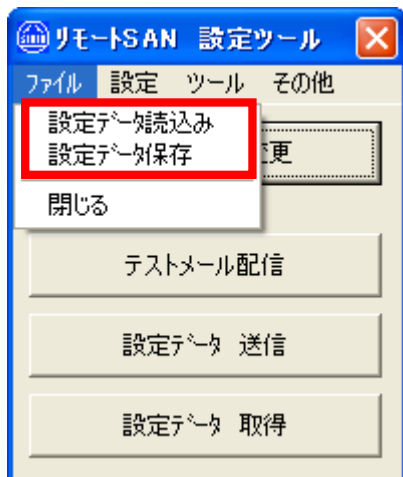 リモートSAN 設定ツール
ファイル 設定 ツール その他
設定データ読込み
設定データ保存
更
閉じる
テストメール配信
設定データ 送信
設定データ 取得